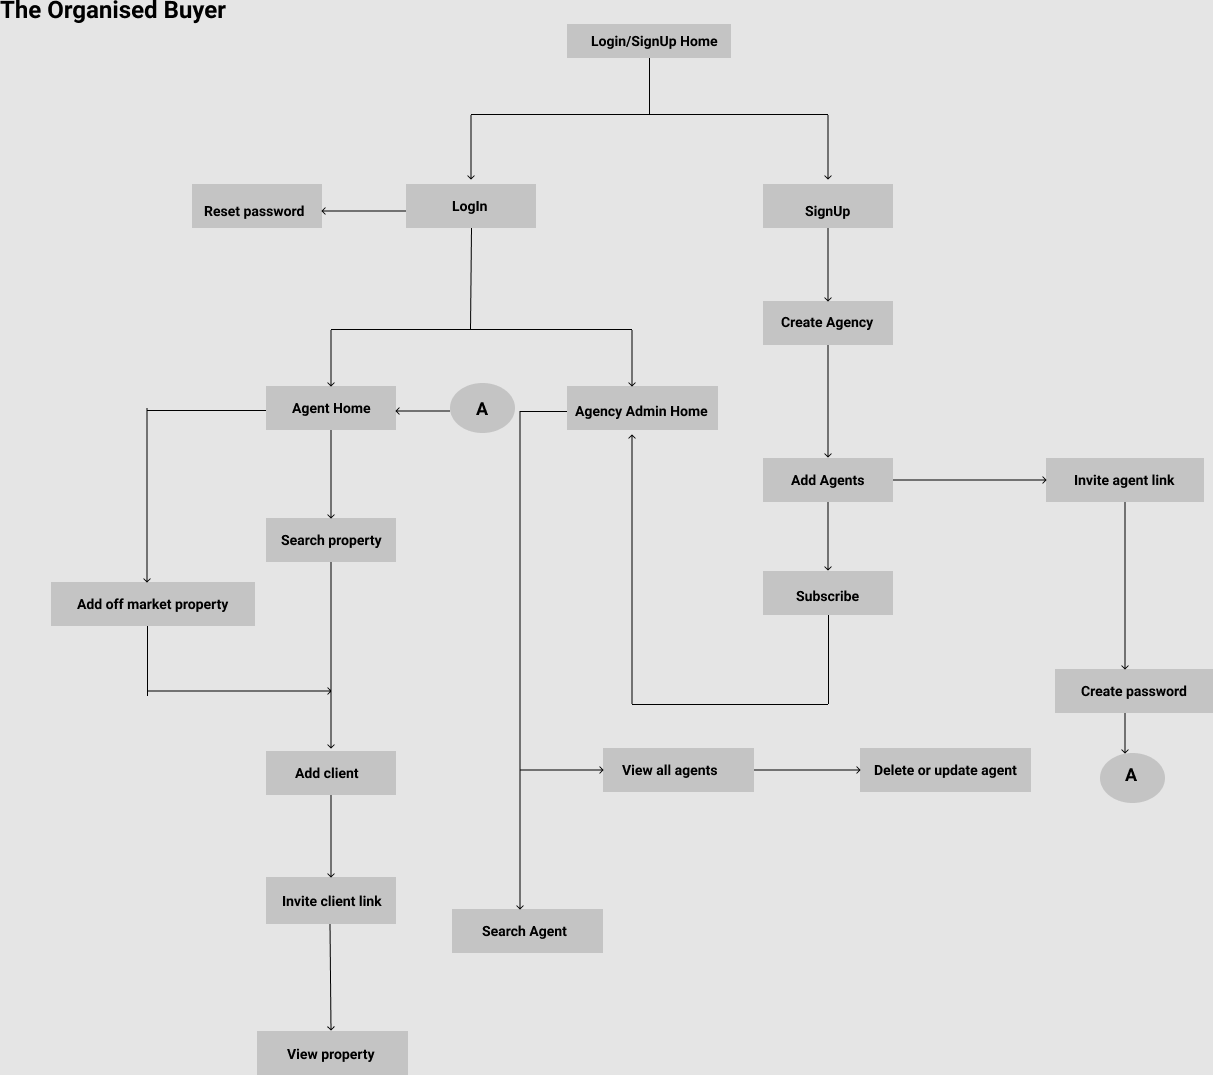 The Organised Buyer
Login/SignUp Home
Reset password
LogIn
SignUp
Create Agency
Agent Home
A
Agency Admin Home
Add Agents
Invite agent link
Search property
Add off market property
Subscribe
Create password
Add client
View all agents
Delete or update agent
A
Invite client link
Search Agent
View property